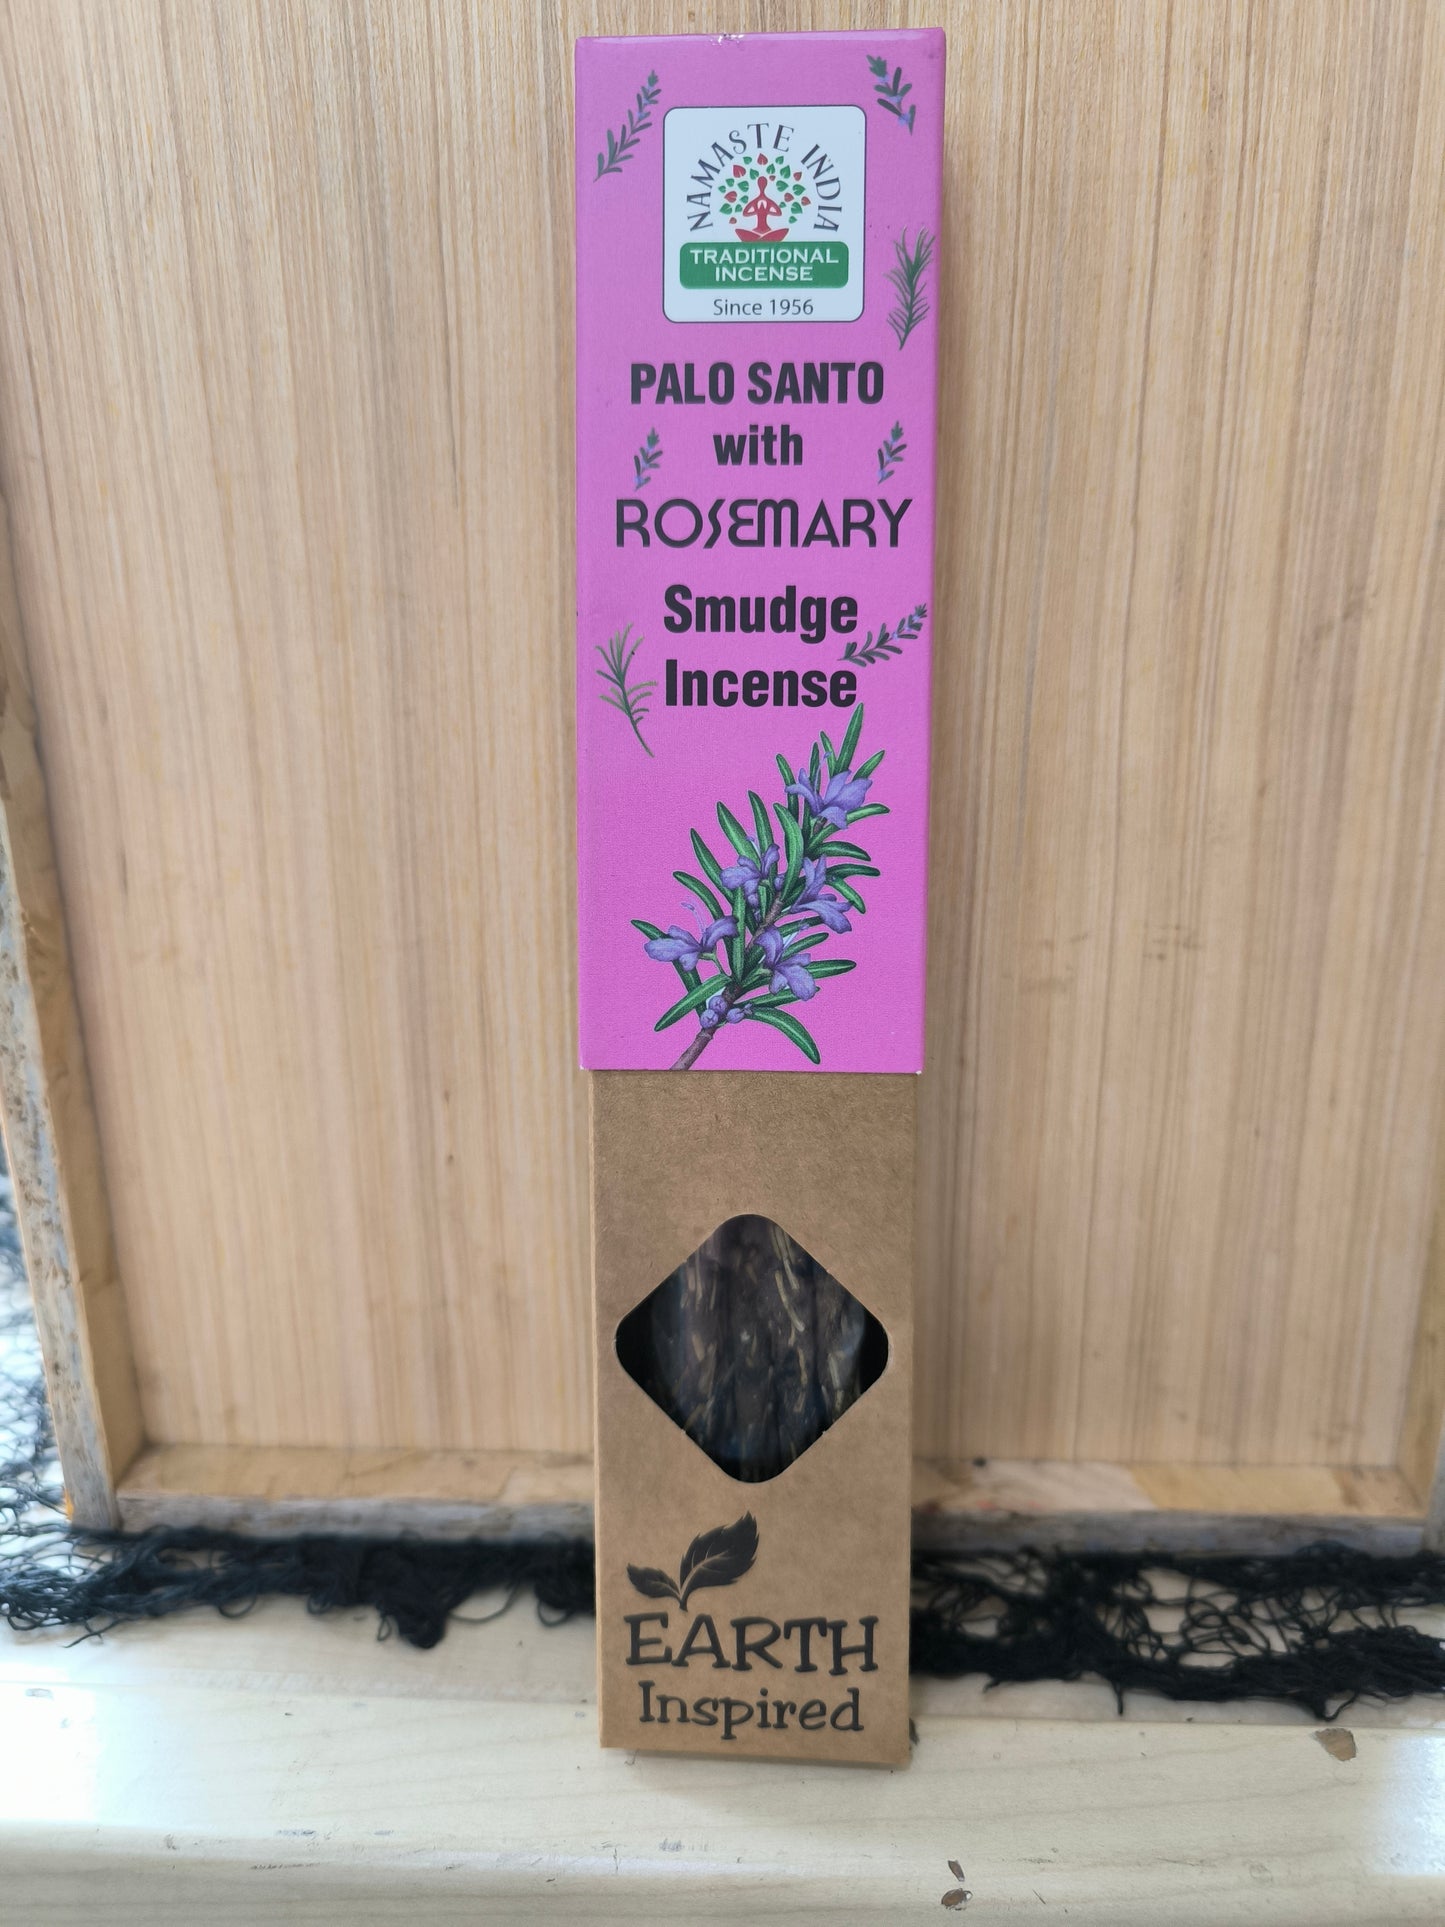 NAMASTE INDIA
TRADITIONAL
INCENSE
Since 1956
PALO SANTO
with
ROSEMARY
Smudge
Incense
EARTH
Inspired